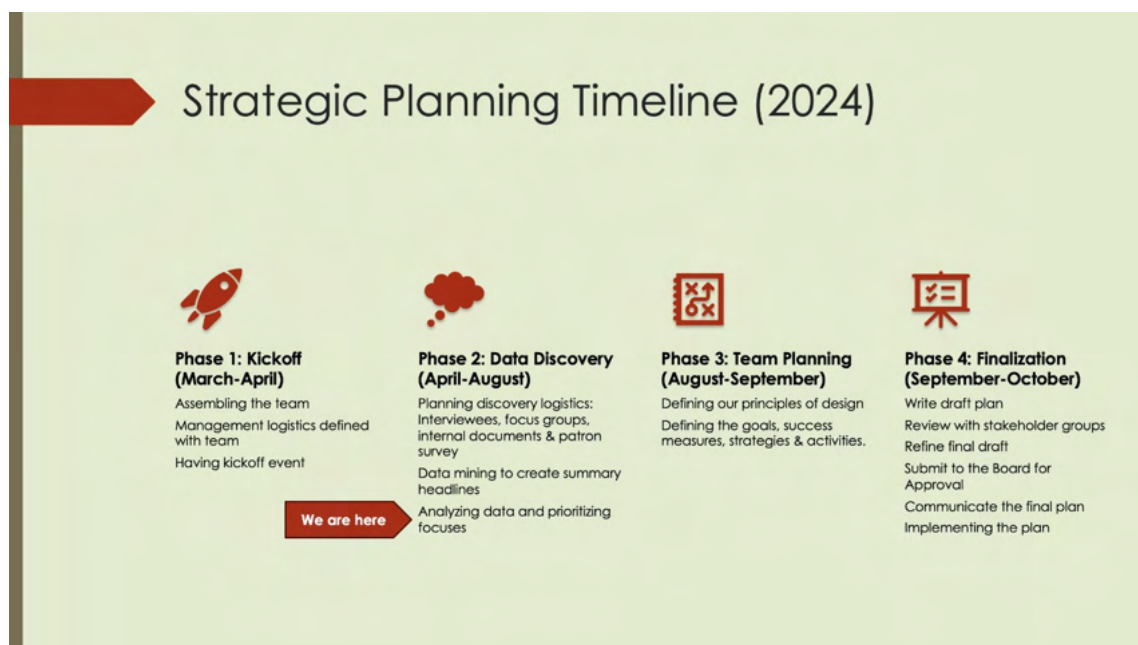 Strategic Planning Timeline (2024)
Phase 1: Kickoff
(March-April)
Assembling the team
Management logistics defined
with team
Having kickoff event
Phase 2: Data Discovery
(April-August)
Planning discovery logistics:
Interviewees, focus groups,
internal documents & patron
survey
Data mining to create summary
headlines
We are here
Analyzing data and prioritizing
focuses
Phase 3: Team Planning
(August-September)
Defining our principles of design
Defining the goals, success
measures, strategies & activities.
Phase 4: Finalization
(September-October)
Write draft plan
Review with stakeholder groups
Refine final draft
Submit to the Board for
Approval
Communicate the final plan
Implementing the plan